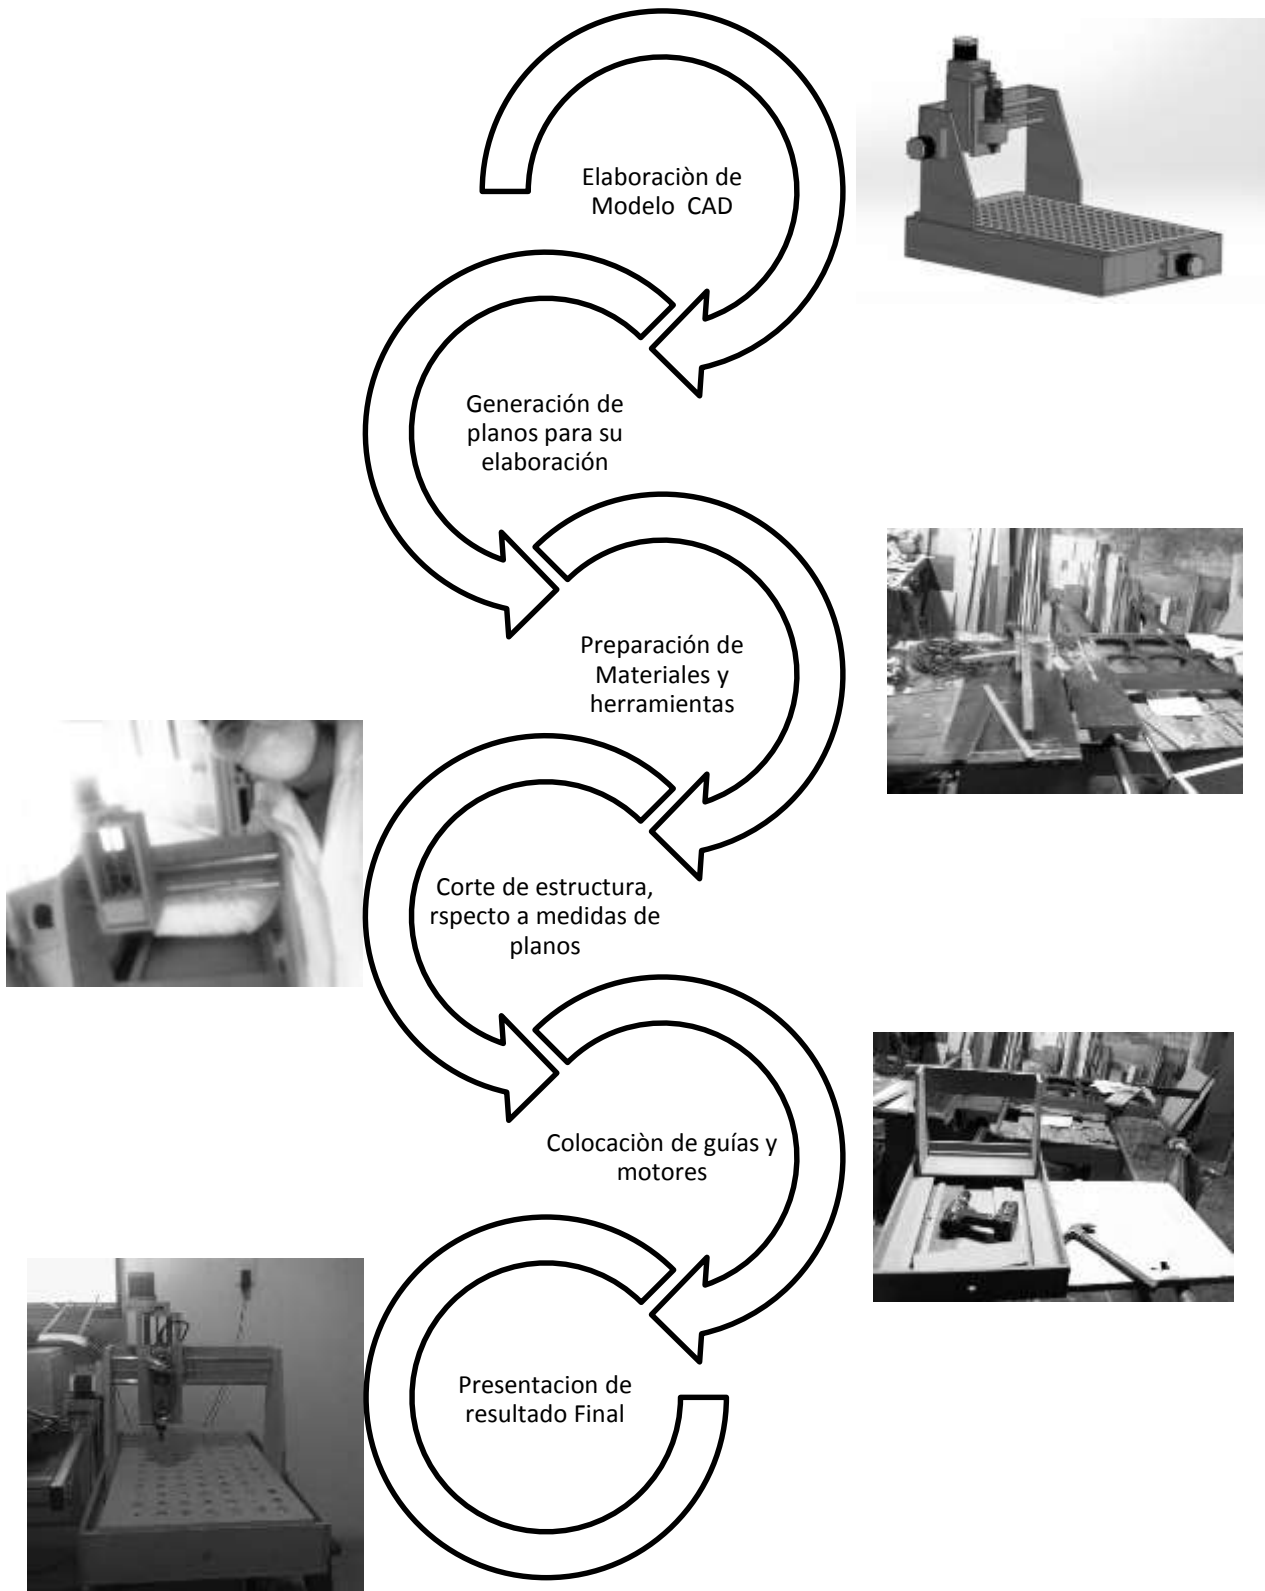 Elaboraciòn de
Modelo CAD
Generación de
planos para su
elaboración
Preparación de
Materiales y
herramientas
Corte de estructura,
rspecto a medidas de
planos
Colocaciòn de guías y
motores
Presentacion de
resultado Final